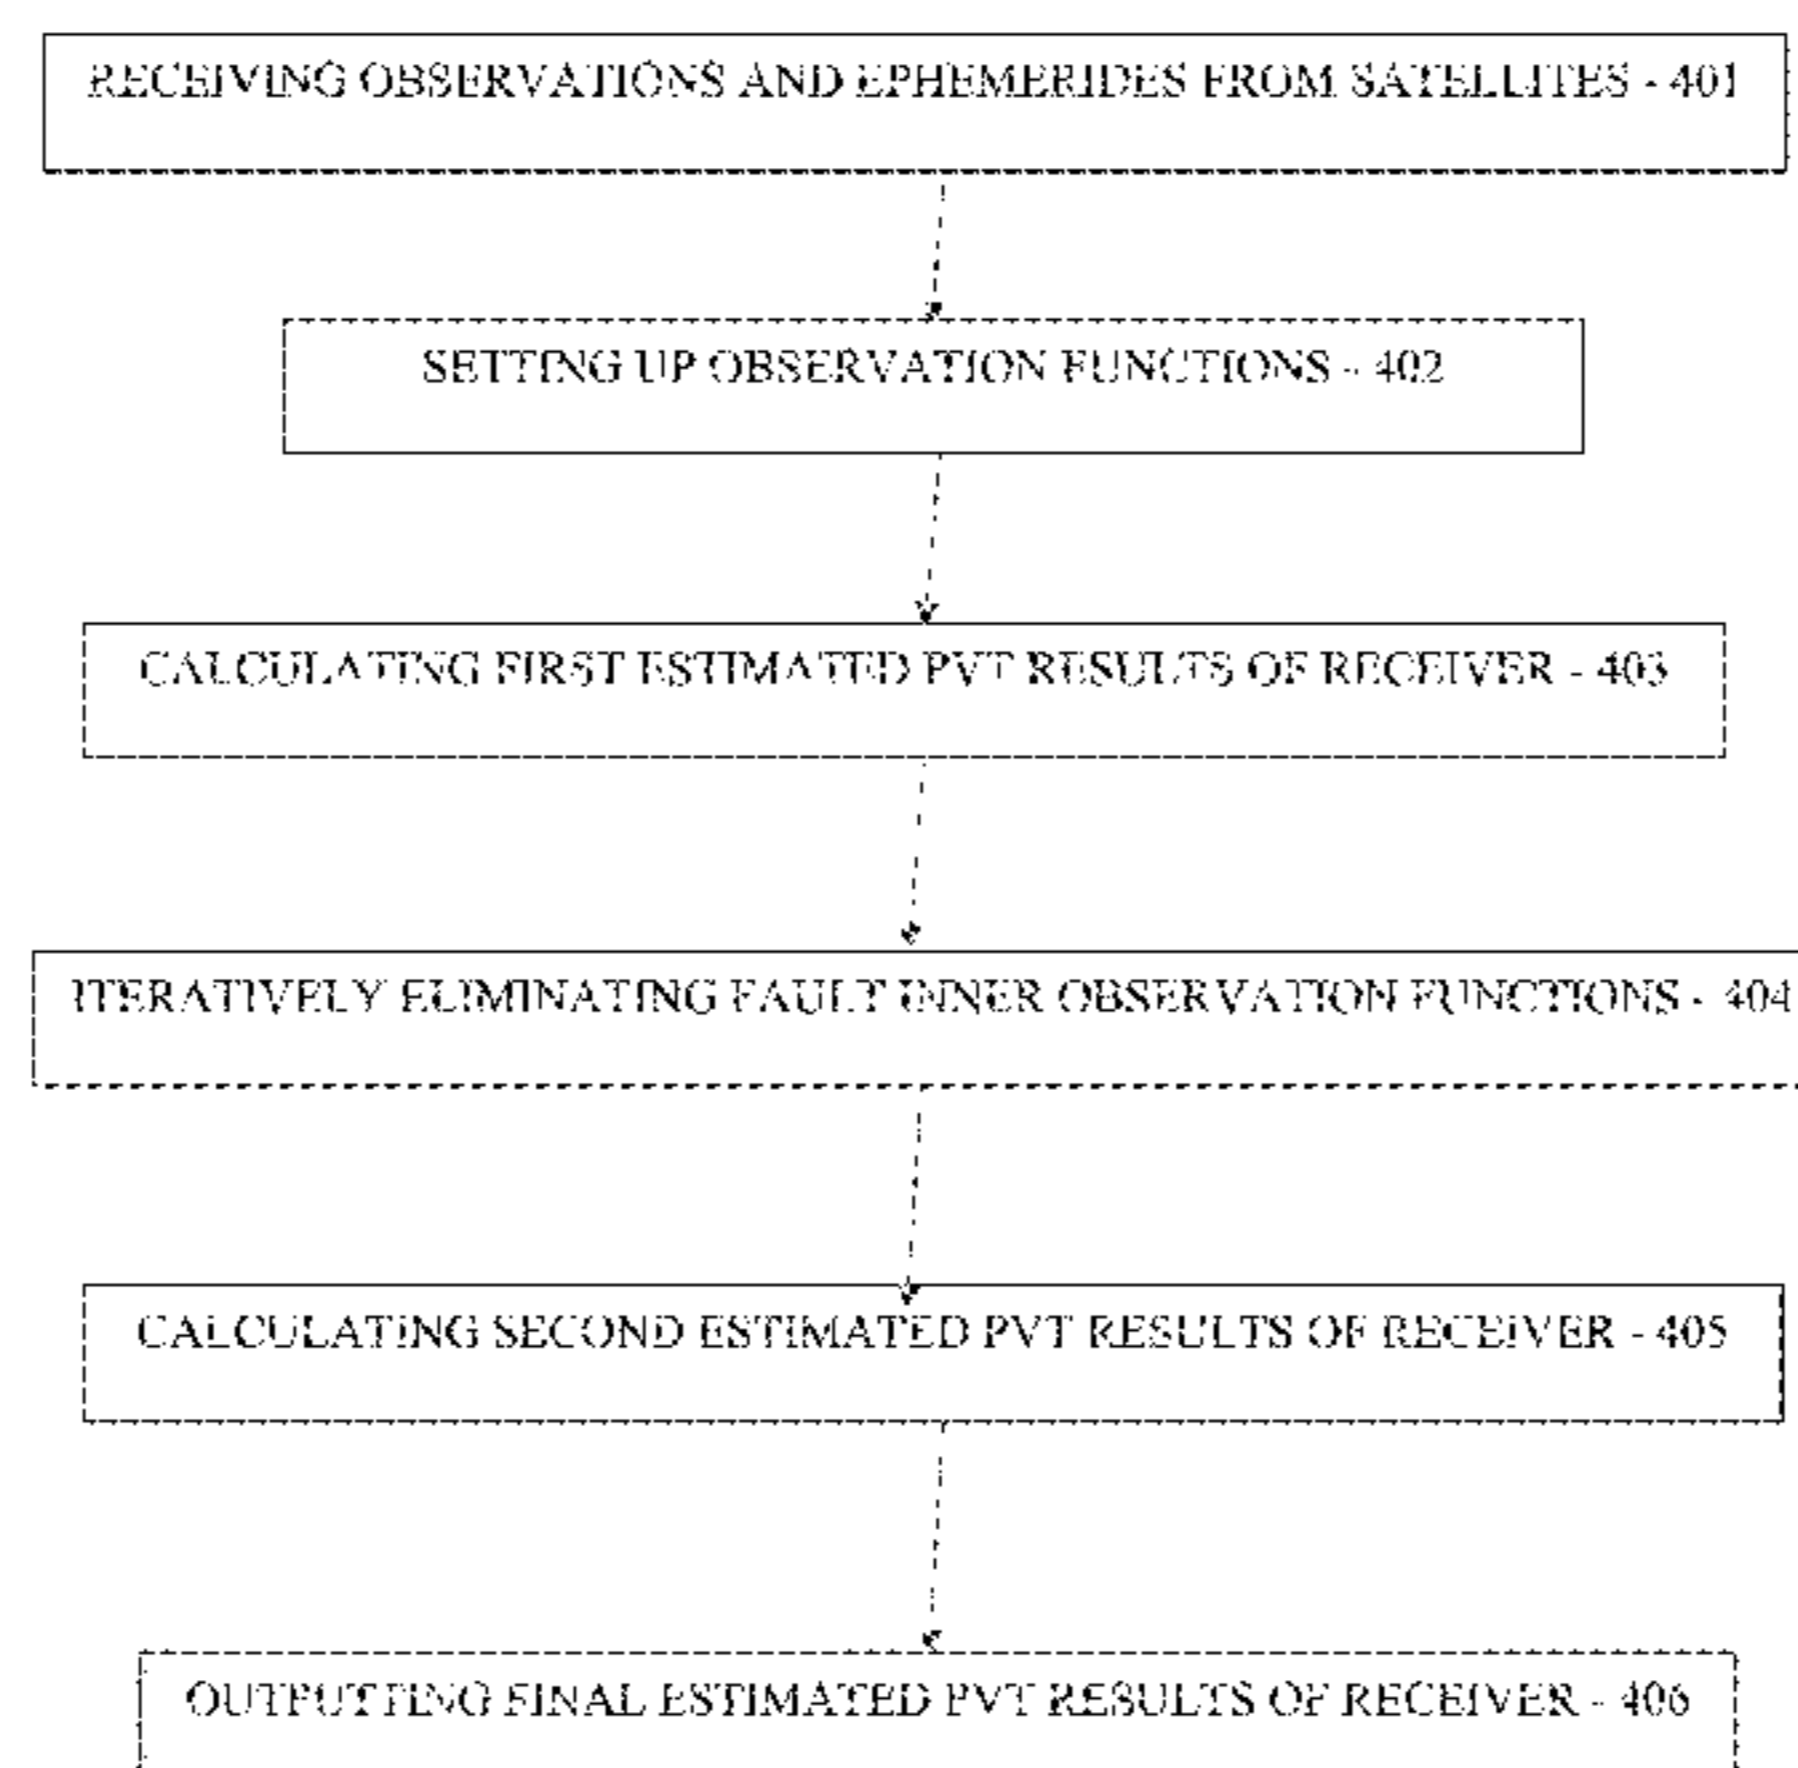 RECEIVING OBSERVATIONS AND EPHEMERIDES FROM SATELLITES - 401
SETTING UP OBSERVATION FUNCTIONS - 402
CALCULATING FIRST ESTIMATED PVT RESULTS OF RECEIVER - 403
ITERATIVELY ELIMINATING FAULT INNER OBSERVATION FUNCTIONS - 404
CALCULATING SECOND ESTIMATED PVT RESULTS OF RECEIVER - 405
OUTPUTTING FINAL ESTIMATED PVT RESULTS OF RECEIVER - 406